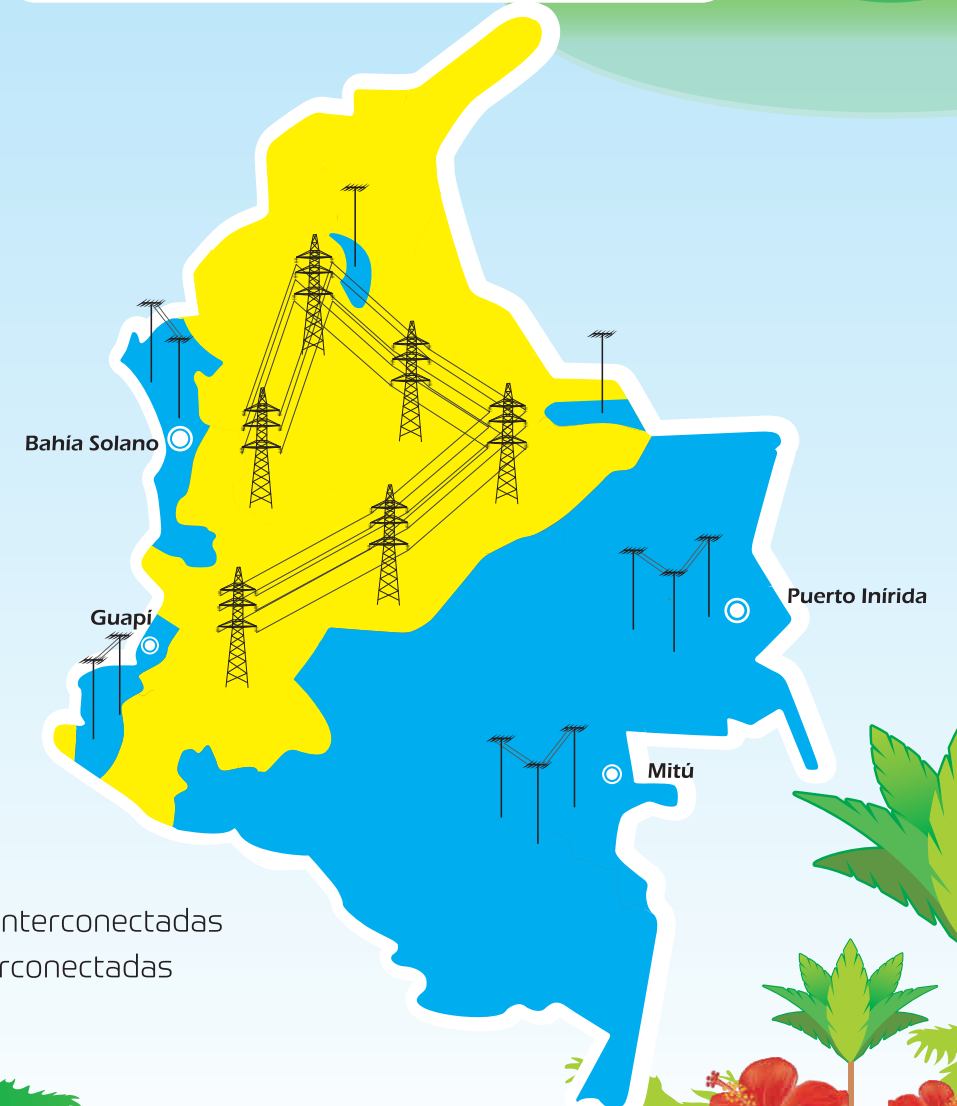 Bahía Solano
Guapí
Puerto Inírida
Mitú
nterconectadas
rconectadas